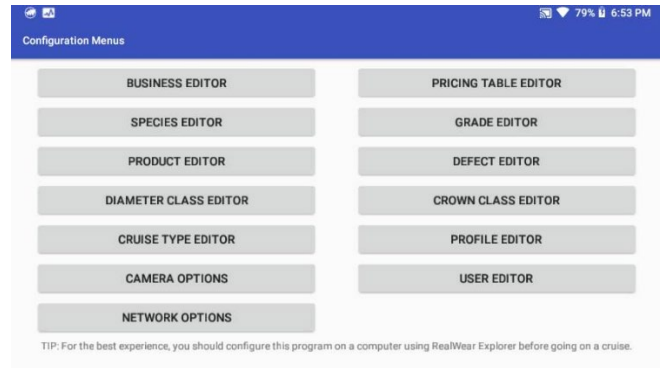 79% 6:53 PM
Configuration Menus
BUSINESS EDITOR
PRICING TABLE EDITOR
SPECIES EDITOR
GRADE EDITOR
PRODUCT EDITOR
DEFECT EDITOR
DIAMETER CLASS EDITOR
CROWN CLASS EDITOR
CRUISE TYPE EDITOR
PROFILE EDITOR
CAMERA OPTIONS
USER EDITOR
NETWORK OPTIONS
TIP: For the best experience, you should configure this program on a computer using RealWear Explorer before going on a cruise.